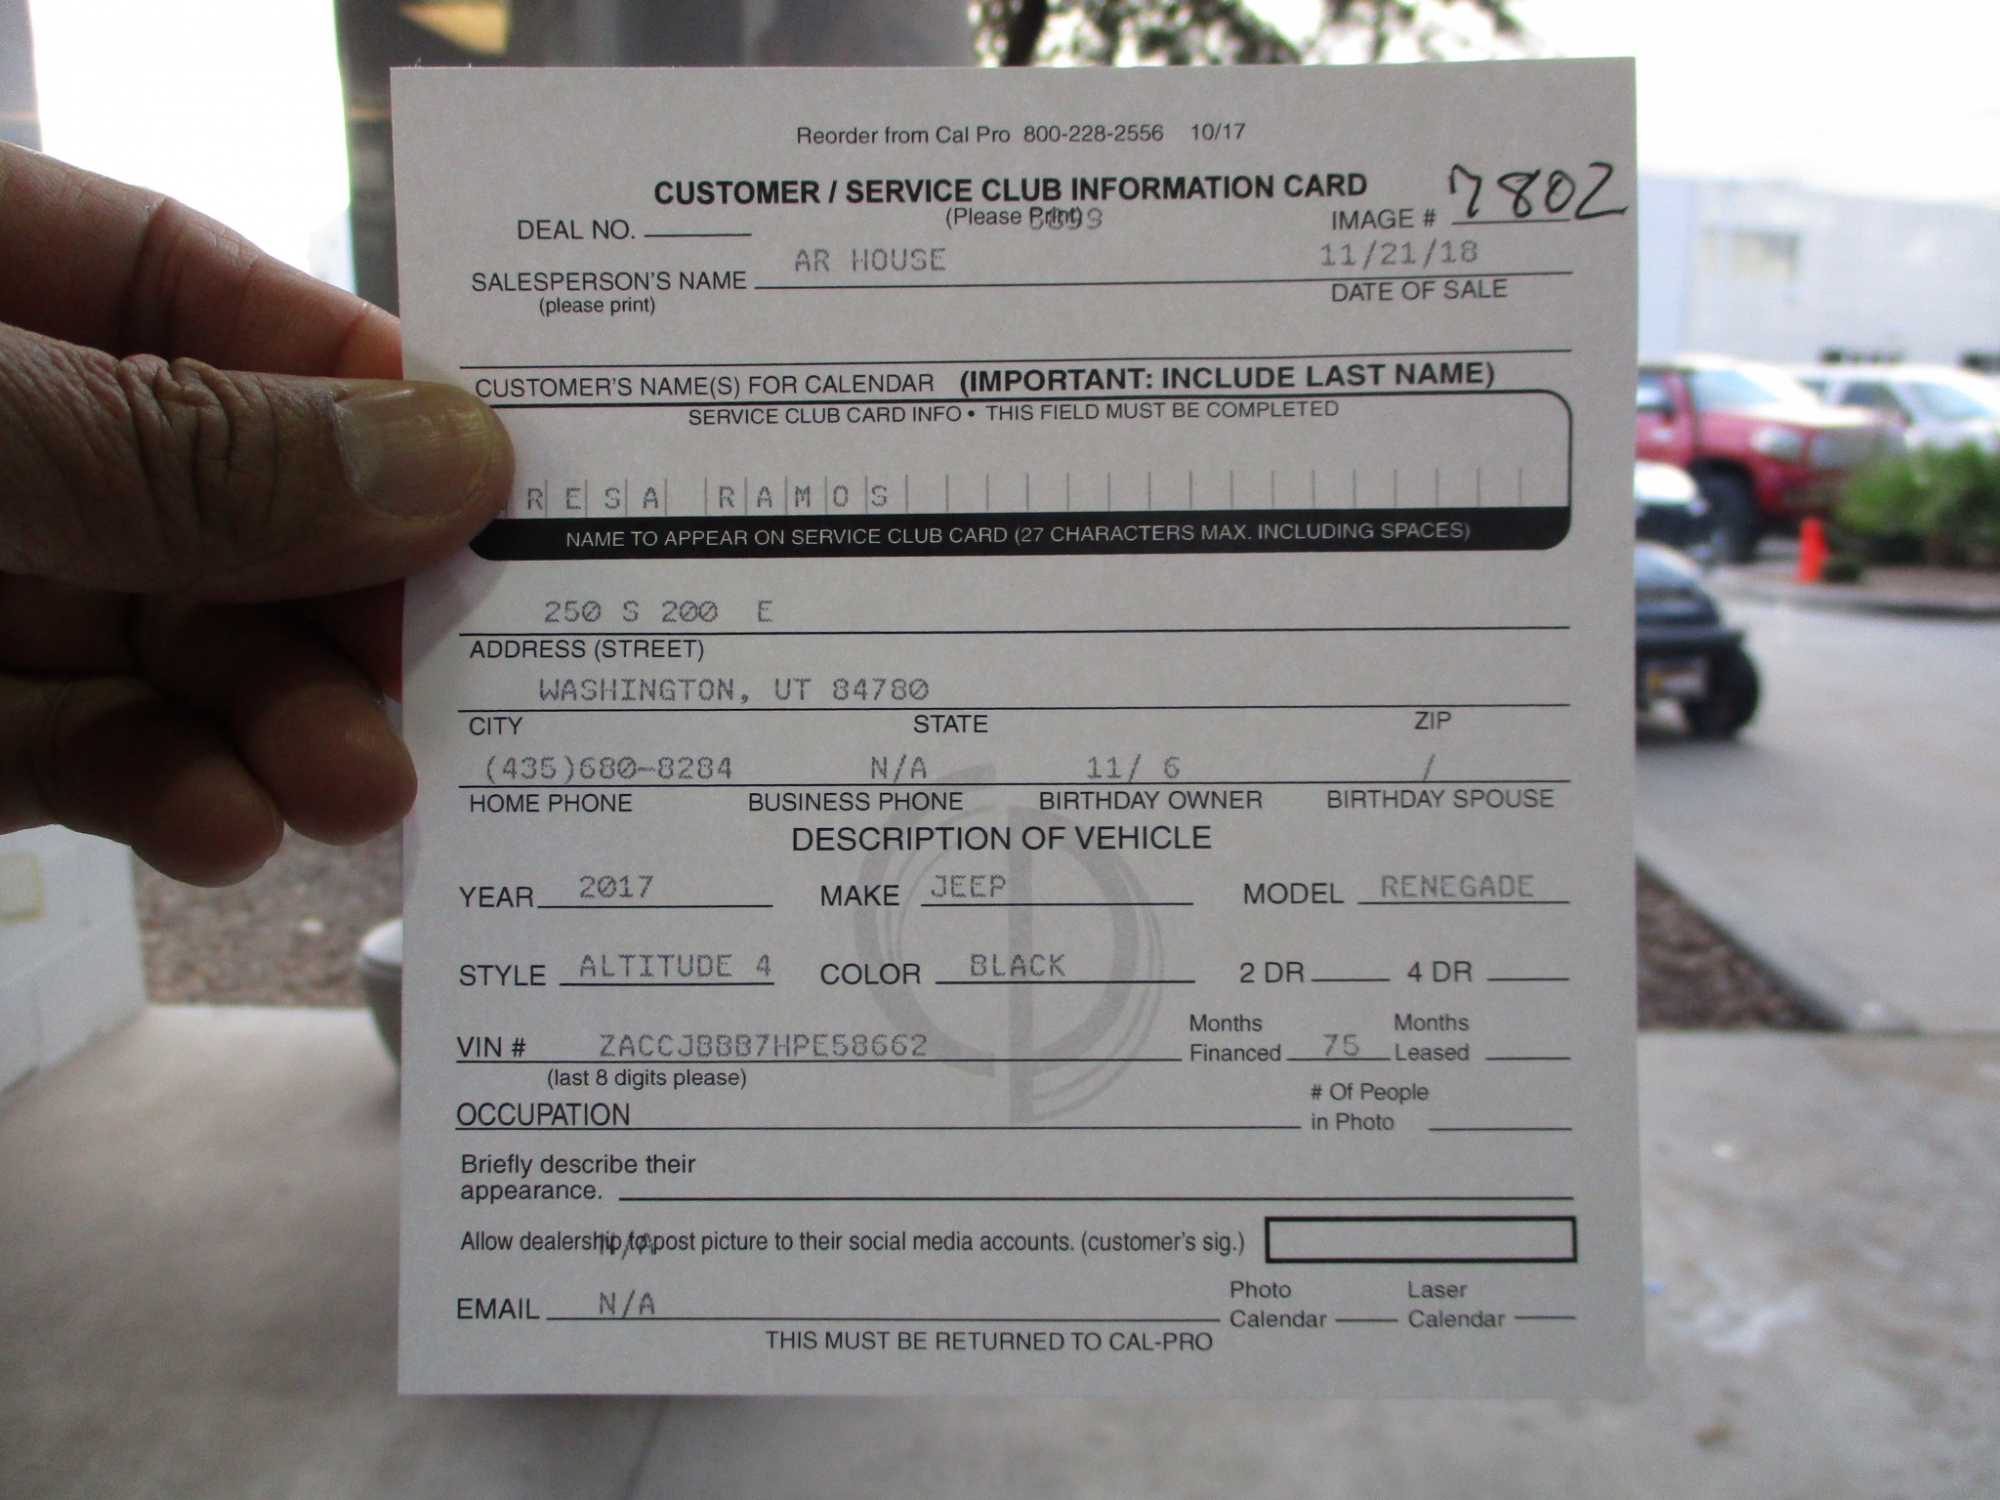 Reorder from Cal Pro 800-228-2556 10/17
CUSTOMER / SERVICE CLUB INFORMATION CARD
(Please Print)
DEAL NO. IMAGE # 7802
AR HOUSE 11/21/18
SALESPERSON'S NAME DATE OF SALE
(please print)
CUSTOMER'S NAME(S) FOR CALENDAR (IMPORTANT: INCLUDE LAST NAME)
SERVICE CLUB CARD INFO • THIS FIELD MUST BE COMPLETED
RESA RAMOS
NAME TO APPEAR ON SERVICE CLUB CARD (27 CHARACTERS MAX. INCLUDING SPACES)
250 S 200 E
ADDRESS (STREET)
WASHINGTON, UT 84780
CITY STATE ZIP
(435)680-8284 N/A 11/ 6 /
HOME PHONE BUSINESS PHONE BIRTHDAY OWNER BIRTHDAY SPOUSE
DESCRIPTION OF VEHICLE
YEAR 2017 MAKE JEEP MODEL RENEGADE
STYLE ALTITUDE 4 COLOR BLACK 2 DR 4 DR
VIN # ZACCJBBB7HPE58662 Months Financed 75 Months Leased
(last 8 digits please)
OCCUPATION # Of People in Photo
Briefly describe their
appearance.
N/A
Allow dealership to post picture to their social media accounts. (customer's sig.)
EMAIL N/A Photo Calendar Laser Calendar
THIS MUST BE RETURNED TO CAL-PRO